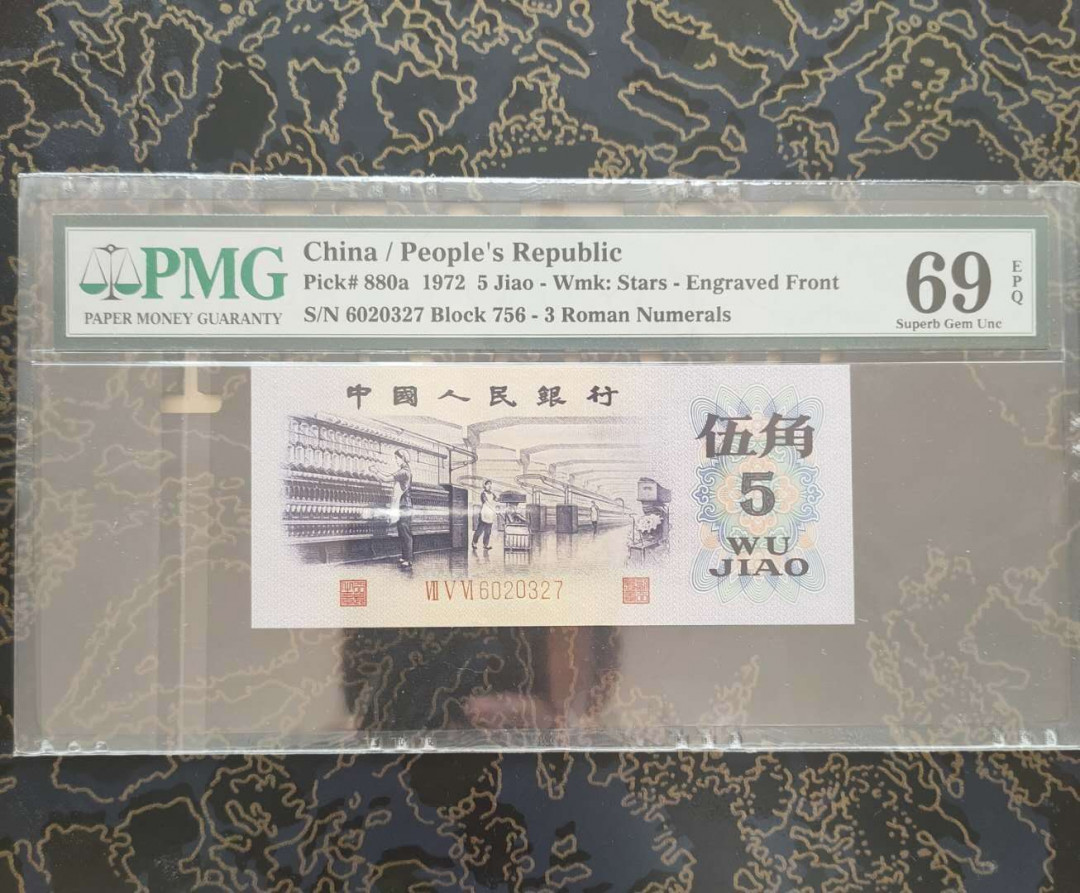 PMG
PAPER MONEY GUARANTY
China / People's Republic
Pick# 880a 1972 5 Jiao - Wmk: Stars - Engraved Front
S/N 6020327 Block 756 - 3 Roman Numerals
69
EPQ
Superb Gem Unc
中國人民銀行
伍角
5
WU
JIAO
Ⅶ Ⅴ Ⅵ 6020327